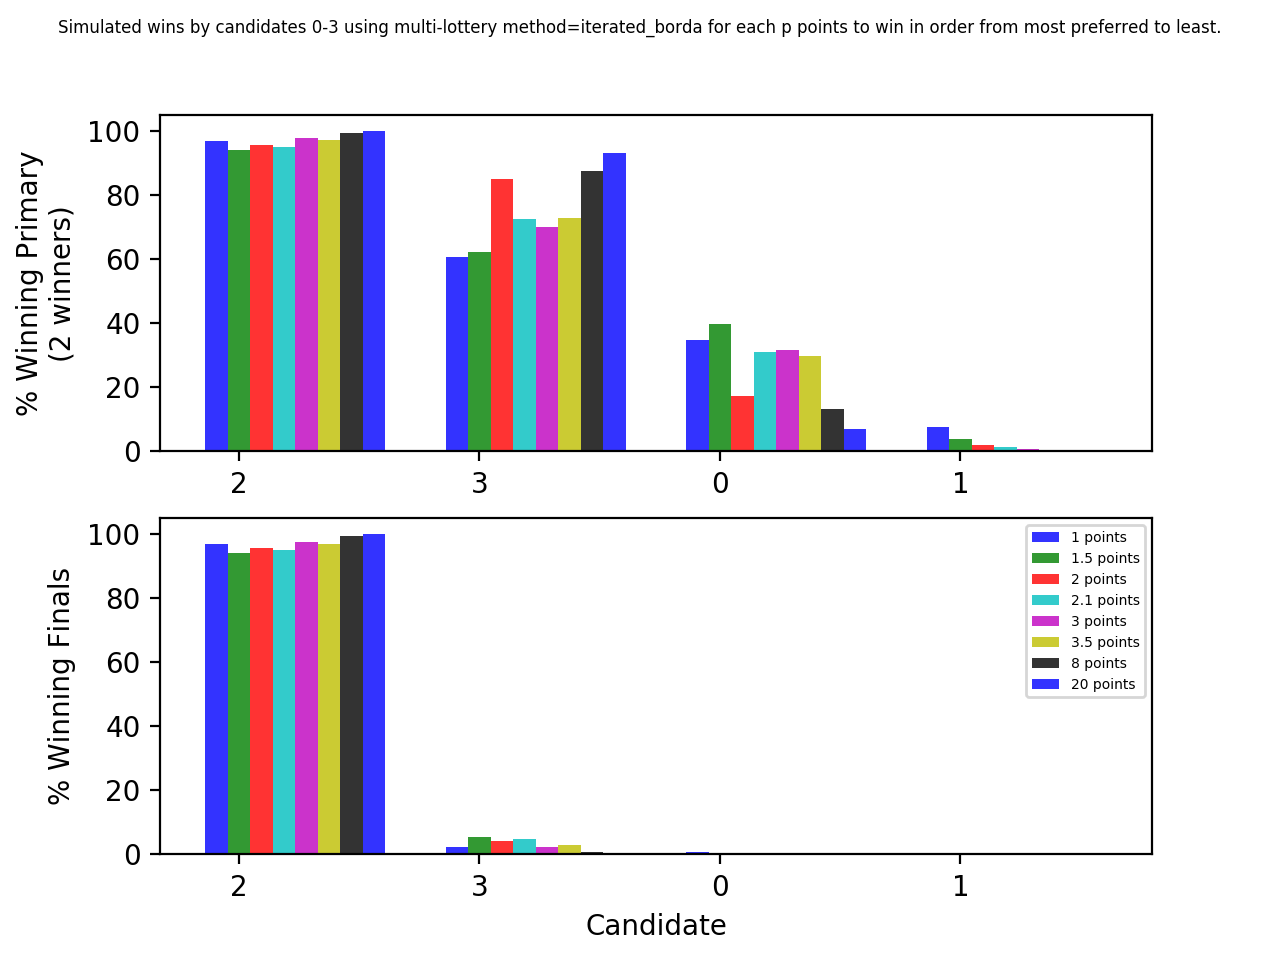 Simulated wins by candidates 0-3 using multi-lottery method=iterated_borda for each p points to win in order from most preferred to least.
% Winning Primary
(2 winners)
100
80
60
40
20
0
2
3
0
1
% Winning Finals
100
80
60
40
20
0
1 points
1.5 points
2 points
2.1 points
3 points
3.5 points
8 points
20 points
2
3
0
1
Candidate